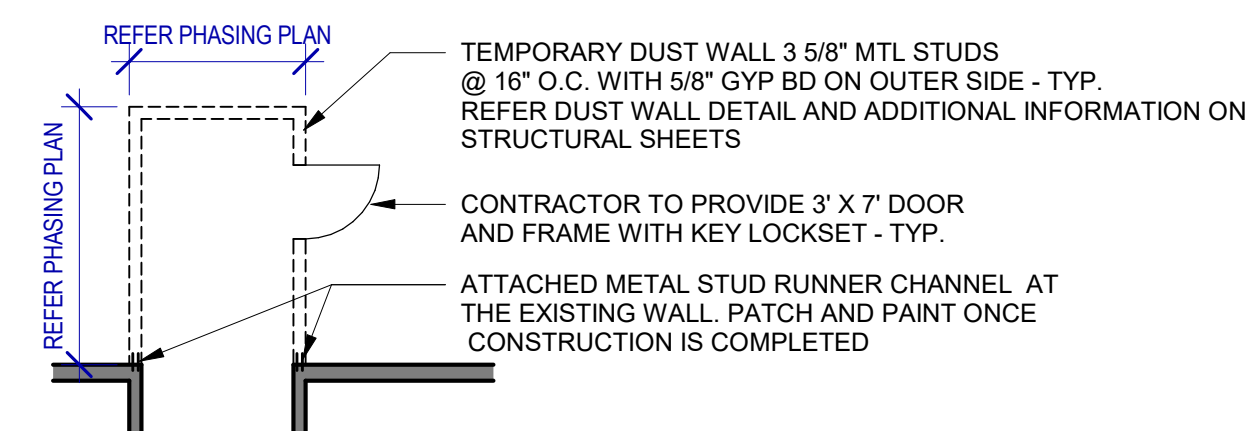 REFER PHASING PLAN
REFER PHASING PLAN
TEMPORARY DUST WALL 3 5/8" MTL STUDS
@ 16" O.C. WITH 5/8" GYP BD ON OUTER SIDE - TYP.
REFER DUST WALL DETAIL AND ADDITIONAL INFORMATION ON
STRUCTURAL SHEETS
CONTRACTOR TO PROVIDE 3' X 7' DOOR
AND FRAME WITH KEY LOCKSET - TYP.
ATTACHED METAL STUD RUNNER CHANNEL AT
THE EXISTING WALL. PATCH AND PAINT ONCE
CONSTRUCTION IS COMPLETED